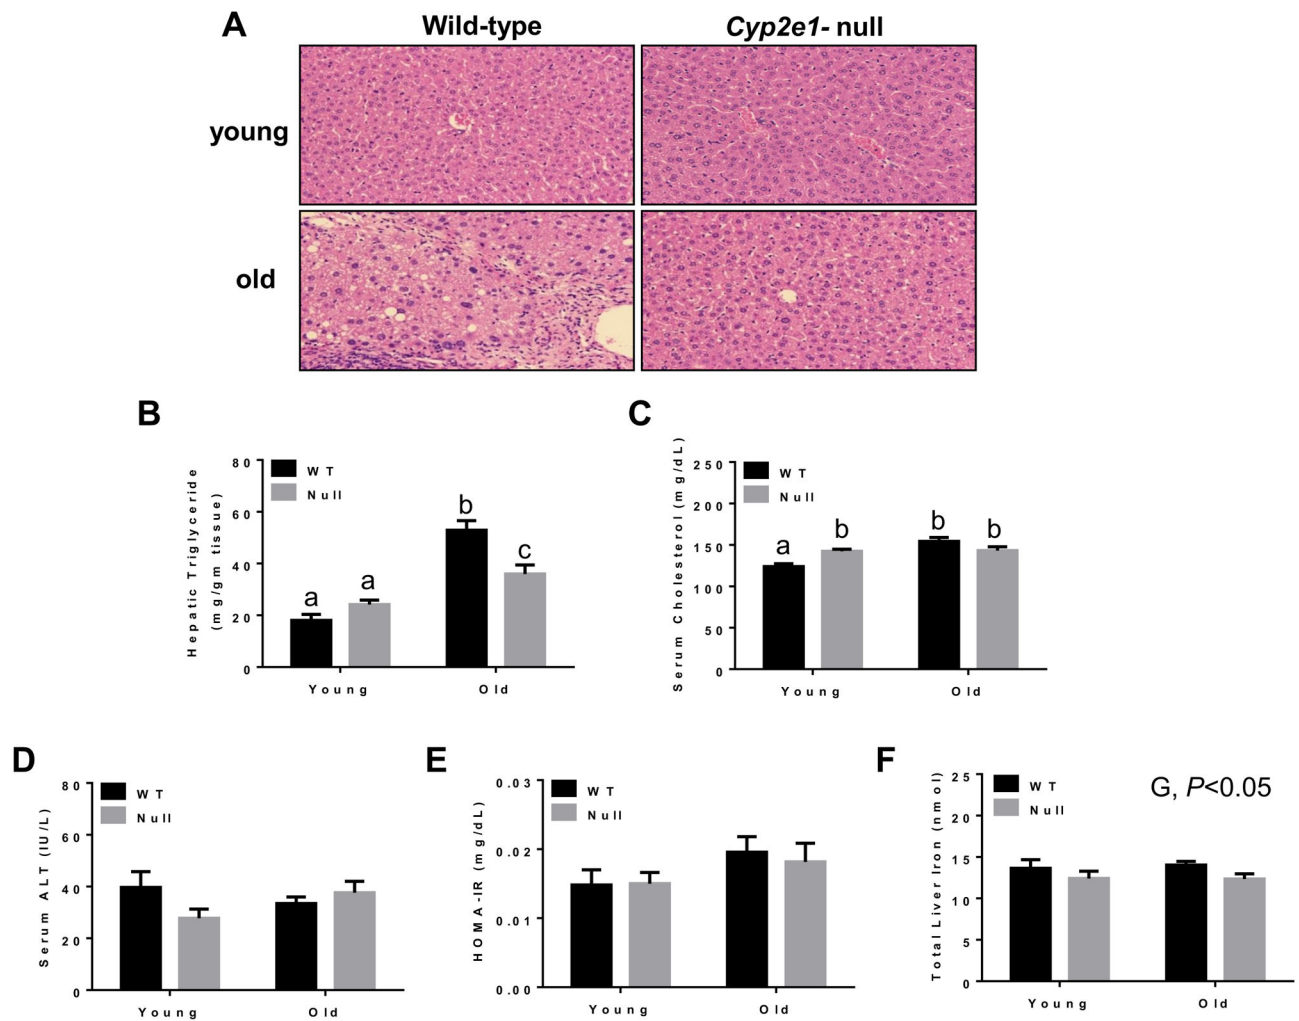 A
Wild-type
Cyp2e1- null
young
old
B
Hepatic Triglyceride
(mg/gm tissue)
80
60
40
20
0
WT
Null
a
a
b
c
Young
Old
C
Serum Cholesterol (mg/dL)
250
200
150
100
50
0
WT
Null
a
b
b
b
Young
Old
D
Serum ALT (IU/L)
80
60
40
20
0
WT
Null
Young
Old
E
HOMA-IR (mg/dL)
0.03
0.02
0.01
0.00
WT
Null
Young
Old
F
Total Liver Iron (nmol)
25
20
15
10
5
0
WT
Null
G, P<0.05
Young
Old